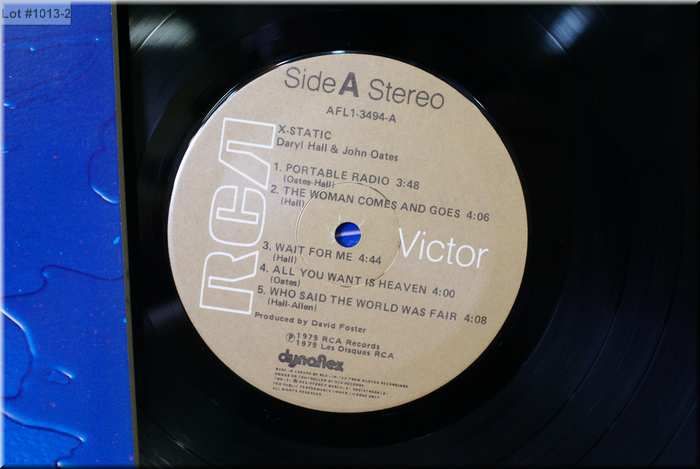 Lot #1013-2
Side A Stereo
AFL1-3494-A
X-STATIC
Daryl Hall & John Oates
1. PORTABLE RADIO 3:48
(Oates-Hall)
2. THE WOMAN COMES AND GOES 4:06
(Hall)
RCA
Victor
3. WAIT FOR ME 4:44
(Hall)
4. ALL YOU WANT IS HEAVEN 4:00
(Oates)
5. WHO SAID THE WORLD WAS FAIR 4:08
(Hall-Allen)
Produced by David Foster
℗ 1979 RCA Records
© 1979 Les Disques RCA
dynaflex